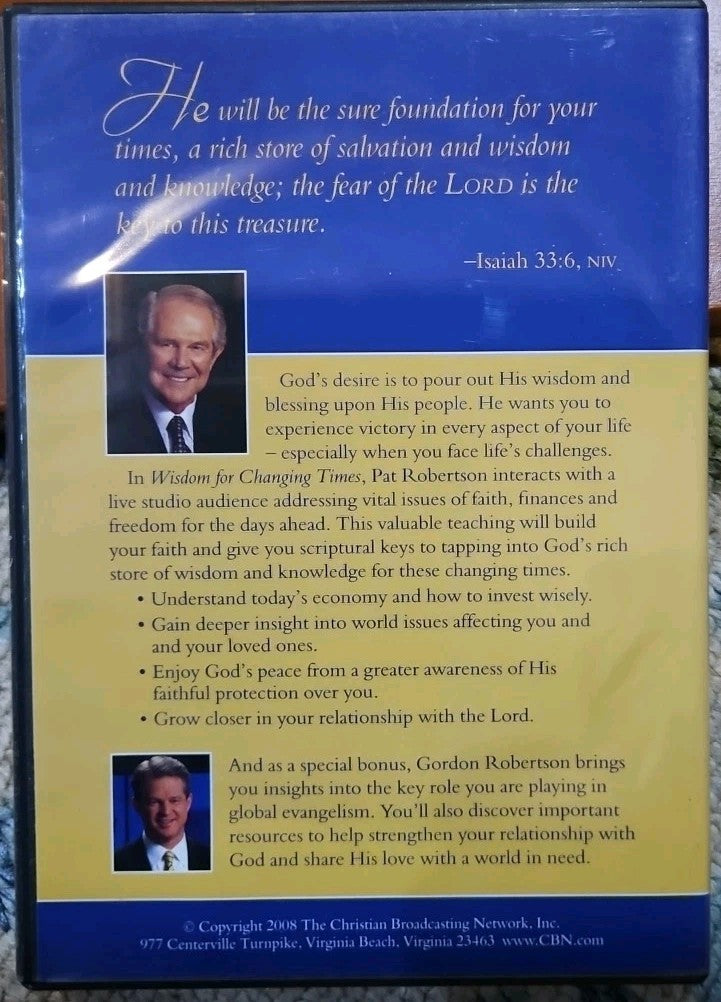 He will be the sure foundation for your
times, a rich store of salvation and wisdom
and knowledge; the fear of the LORD is the
key to this treasure.
–Isaiah 33:6, NIV
God's desire is to pour out His wisdom and
blessing upon His people. He wants you to
experience victory in every aspect of your life
– especially when you face life's challenges.
In Wisdom for Changing Times, Pat Robertson interacts with a
live studio audience addressing vital issues of faith, finances and
freedom for the days ahead. This valuable teaching will build
your faith and give you scriptural keys to tapping into God's rich
store of wisdom and knowledge for these changing times.
• Understand today's economy and how to invest wisely.
• Gain deeper insight into world issues affecting you and
and your loved ones.
• Enjoy God's peace from a greater awareness of His
faithful protection over you.
• Grow closer in your relationship with the Lord.
And as a special bonus, Gordon Robertson brings
you insights into the key role you are playing in
global evangelism. You'll also discover important
resources to help strengthen your relationship with
God and share His love with a world in need.
© Copyright 2008 The Christian Broadcasting Network, Inc.
977 Centerville Turnpike, Virginia Beach, Virginia 23463 www.CBN.com